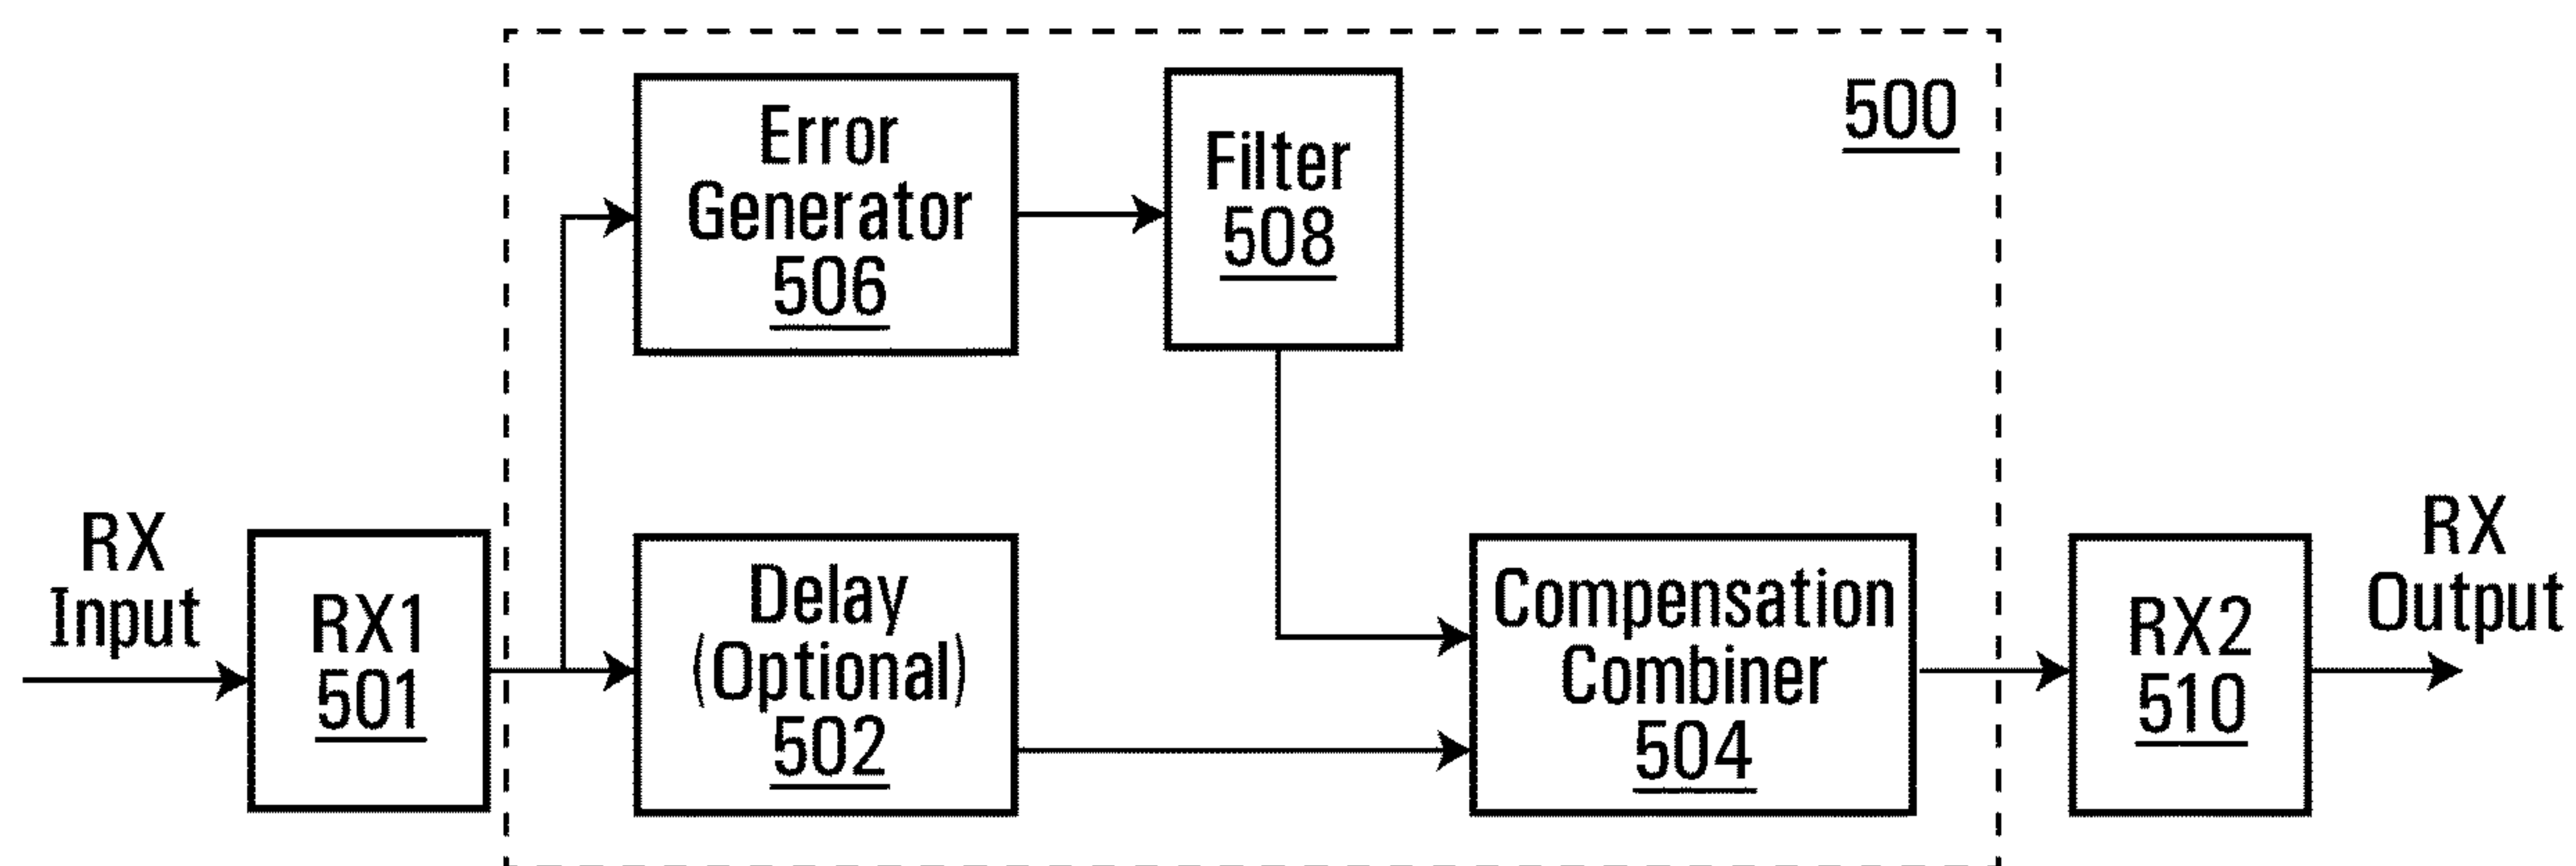 500
Error
Generator
506
Filter
508
RX
Input
RX1
501
Delay
(Optional)
502
Compensation
Combiner
504
RX2
510
RX
Output